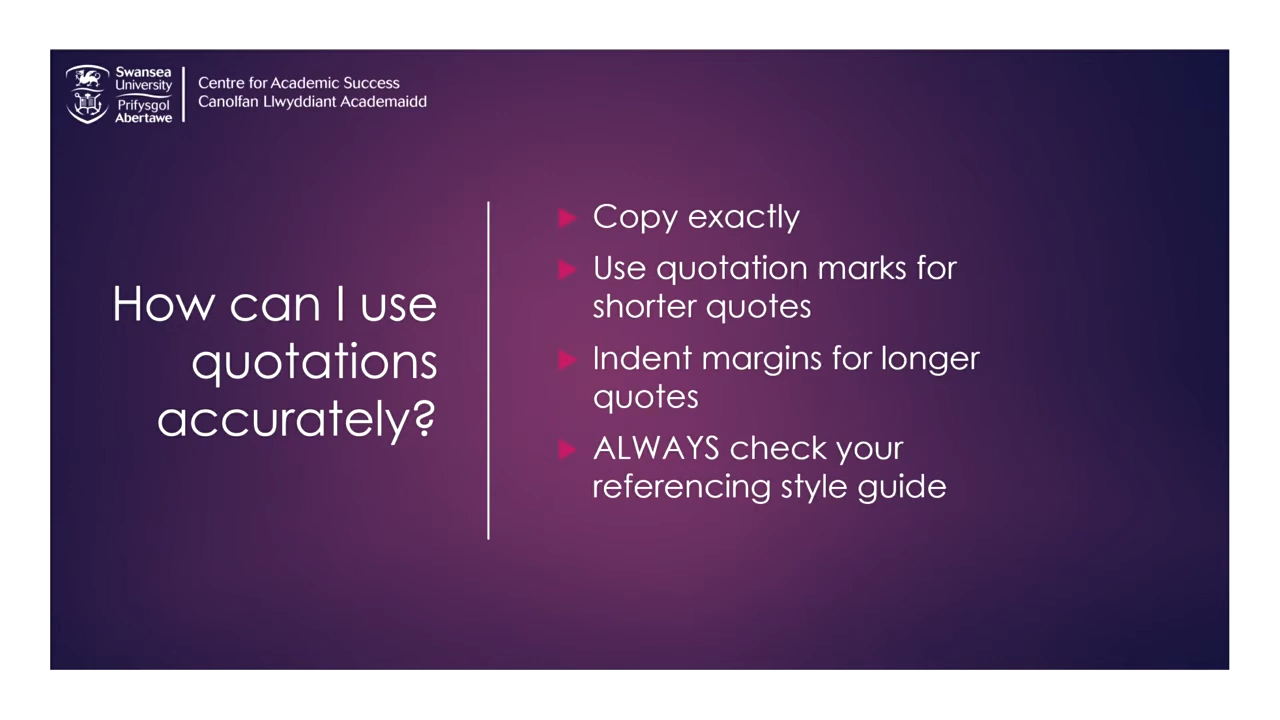 Swansea
University
Prifysgol
Abertawe
Centre for Academic Success
Canolfan Llwyddiant Academaidd
How can I use
quotations
accurately?
Copy exactly
Use quotation marks for
shorter quotes
Indent margins for longer
quotes
ALWAYS check your
referencing style guide